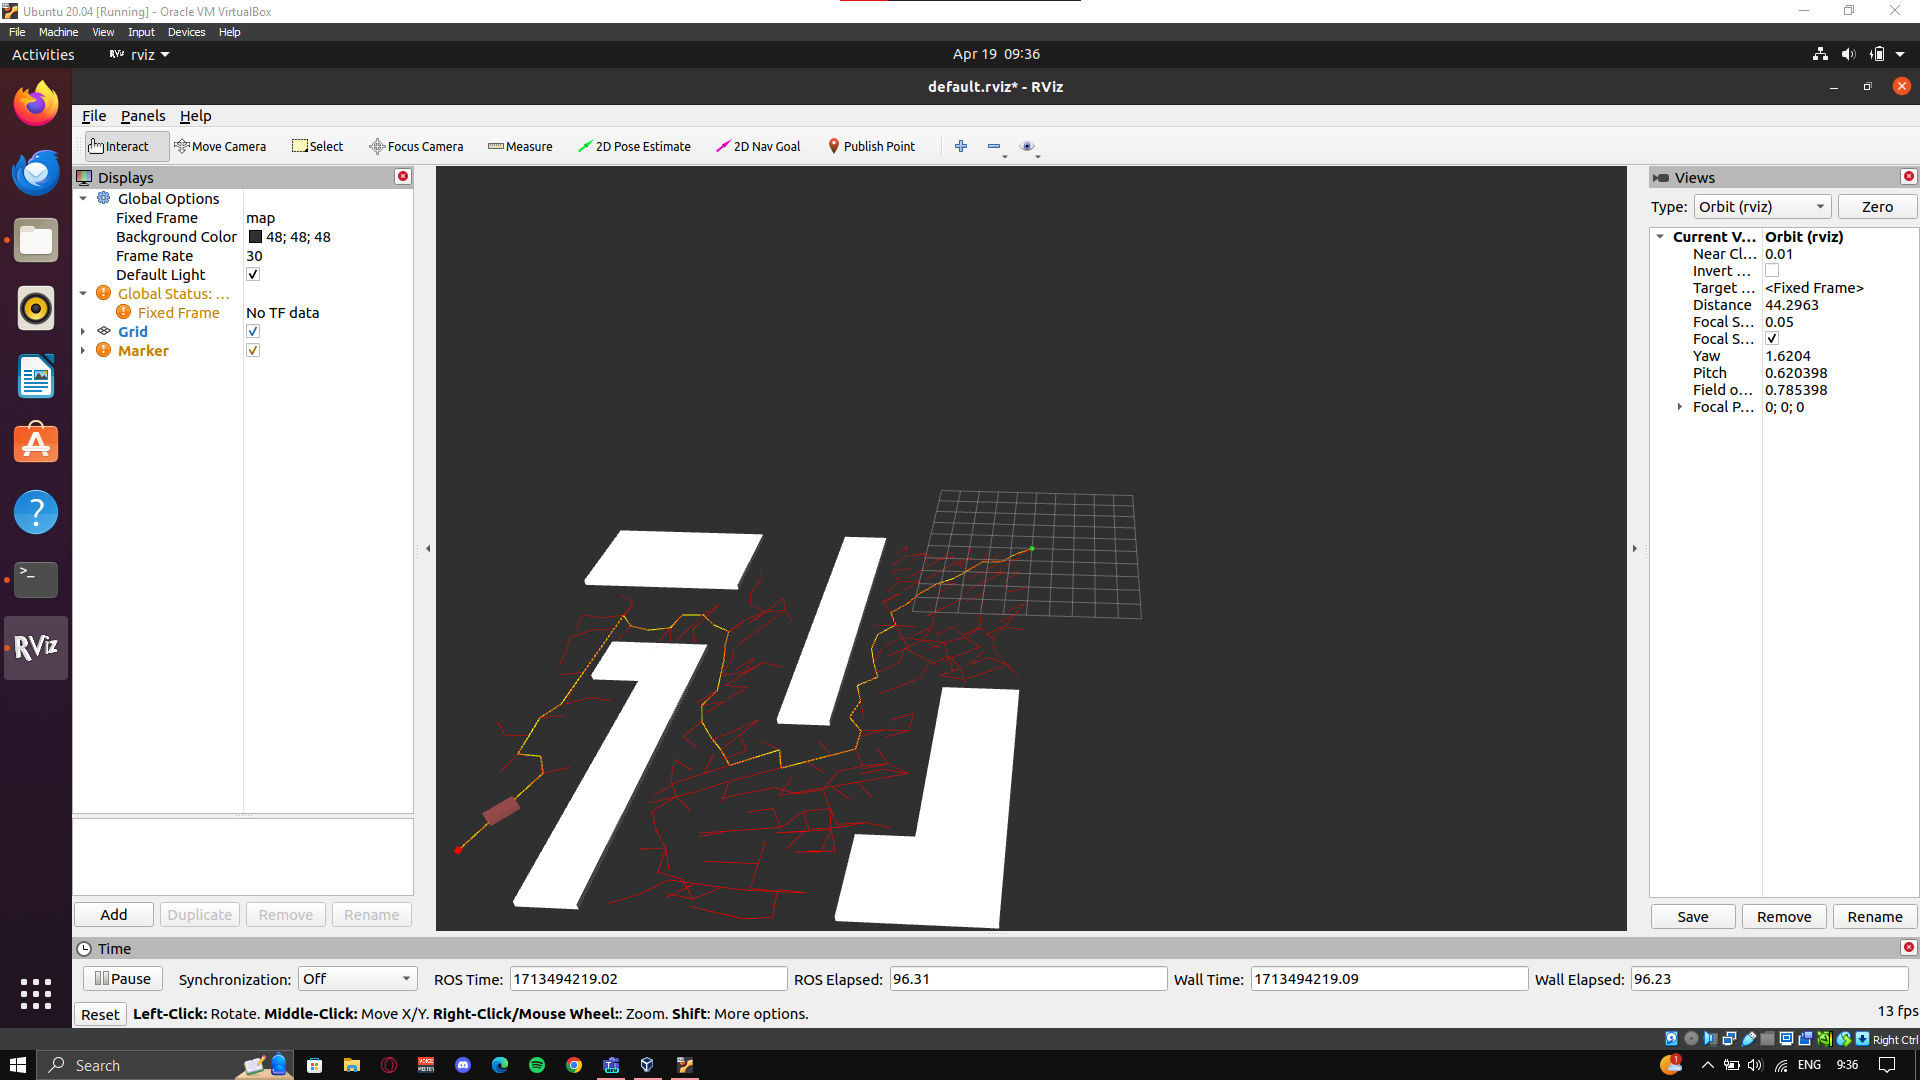 Ubuntu 20.04 [Running] - Oracle VM VirtualBox
File Machine View Input Devices Help
Activities RViz rviz Apr 19 09:36
default.rviz* - RViz
File Panels Help
Interact Move Camera Select Focus Camera Measure 2D Pose Estimate 2D Nav Goal Publish Point
Displays
Global Options
Fixed Frame map
Background Color 48; 48; 48
Frame Rate 30
Default Light
Global Status: ...
Fixed Frame No TF data
Grid
Marker
Add Duplicate Remove Rename
RViz
Views
Type: Orbit (rviz) Zero
Current V... Orbit (rviz)
Near Cl... 0.01
Invert ...
Target ... <Fixed Frame>
Distance 44.2963
Focal S... 0.05
Focal S...
Yaw 1.6204
Pitch 0.620398
Field o... 0.785398
Focal P... 0; 0; 0
Save Remove Rename
Time
Pause Synchronization: Off ROS Time: 1713494219.02 ROS Elapsed: 96.31 Wall Time: 1713494219.09 Wall Elapsed: 96.23
Reset Left-Click: Rotate. Middle-Click: Move X/Y. Right-Click/Mouse Wheel:: Zoom. Shift: More options. 13 fps
Right Ctrl
Search 1 ENG 9:36